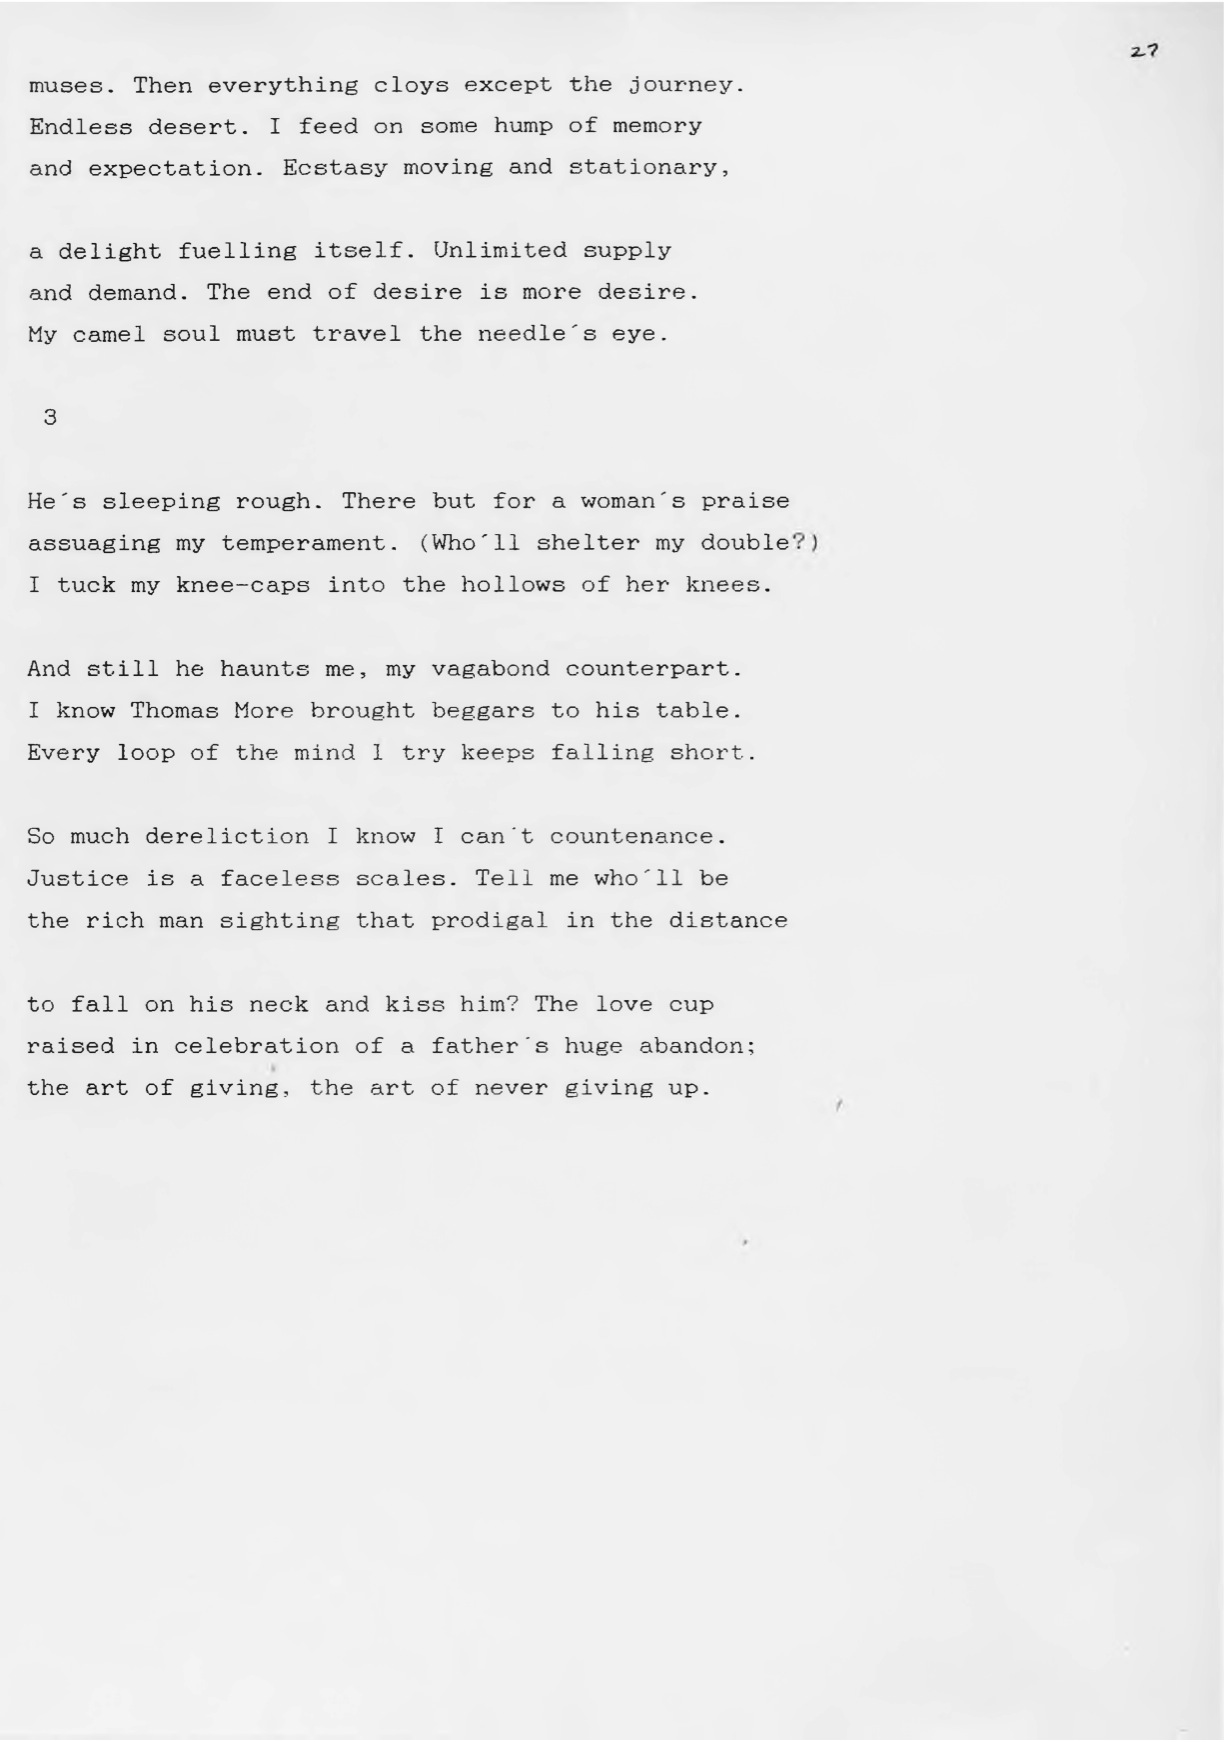 27
muses. Then everything cloys except the journey.
Endless desert. I feed on some hump of memory
and expectation. Ecstasy moving and stationary,
a delight fuelling itself. Unlimited supply
and demand. The end of desire is more desire.
My camel soul must travel the needle´s eye.
3
He´s sleeping rough. There but for a woman´s praise
assuaging my temperament. (Who´ll shelter my double?)
I tuck my knee-caps into the hollows of her knees.
And still he haunts me, my vagabond counterpart.
I know Thomas More brought beggars to his table.
Every loop of the mind I try keeps falling short.
So much dereliction I know I can´t countenance.
Justice is a faceless scales. Tell me who´ll be
the rich man sighting that prodigal in the distance
to fall on his neck and kiss him? The love cup
raised in celebration of a father´s huge abandon;
the art of giving, the art of never giving up.